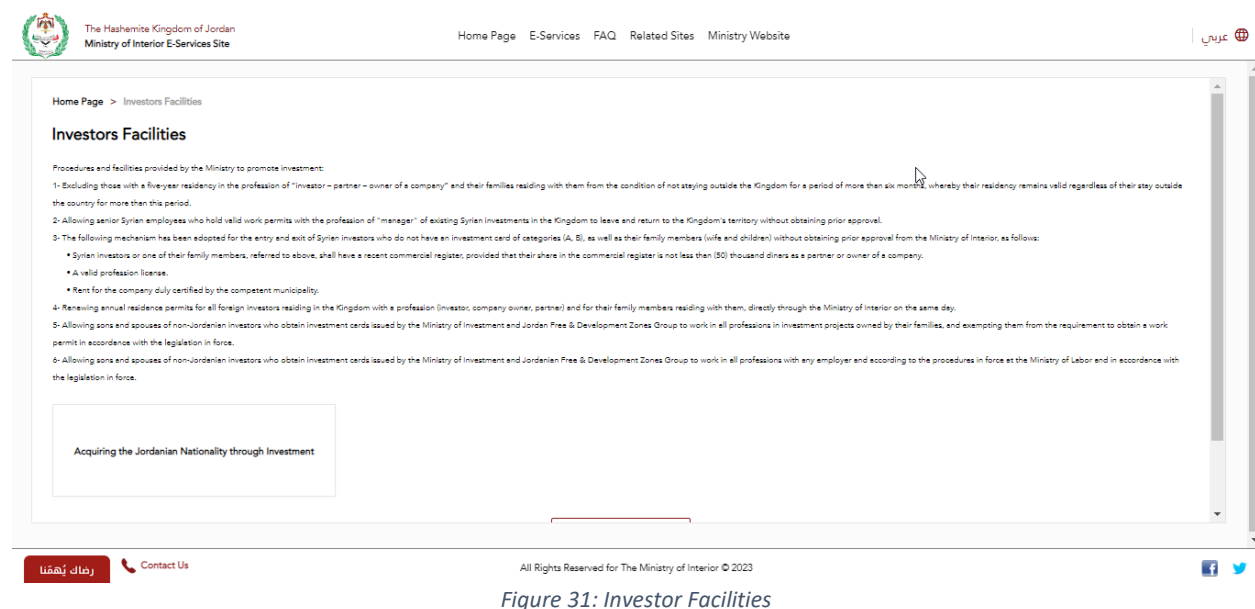 The Hashemite Kingdom of Jordan
Ministry of Interior E-Services Site
Home Page E-Services FAQ Related Sites Ministry Website
عربي
Home Page > Investors Facilities
Investors Facilities
Procedures and facilities provided by the Ministry to promote investment:
1- Excluding those with a five-year residency in the profession of "investor – partner – owner of a company" and their families residing with them from the condition of not staying outside the Kingdom for a period of more than six months, whereby their residency remains valid regardless of their stay outside
the country for more than this period.
2- Allowing senior Syrian employees who hold valid work permits with the profession of "manager" of existing Syrian investments in the Kingdom to leave and return to the Kingdom's territory without obtaining prior approval.
3- The following mechanism has been adopted for the entry and exit of Syrian investors who do not have an investment card of categories (A, B), as well as their family members (wife and children) without obtaining prior approval from the Ministry of Interior, as follows:
• Syrian investors or one of their family members, referred to above, shall have a recent commercial register, provided that their share in the commercial register is not less than (50) thousand dinars as a partner or owner of a company.
• A valid profession license.
• Rent for the company duly certified by the competent municipality.
4- Renewing annual residence permits for all foreign investors residing in the Kingdom with a profession (investor, company owner, partner) and for their family members residing with them, directly through the Ministry of Interior on the same day.
5- Allowing sons and spouses of non-Jordanian investors who obtain investment cards issued by the Ministry of Investment and Jordan Free & Development Zones Group to work in all professions in investment projects owned by their families, and exempting them from the requirement to obtain a work
permit in accordance with the legislation in force.
6- Allowing sons and spouses of non-Jordanian investors who obtain investment cards issued by the Ministry of Investment and Jordanian Free & Development Zones Group to work in all professions with any employer and according to the procedures in force at the Ministry of Labor and in accordance with
the legislation in force.
Acquiring the Jordanian Nationality through Investment
رضاك يُهمّنا
Contact Us
All Rights Reserved for The Ministry of Interior © 2023
Figure 31: Investor Facilities